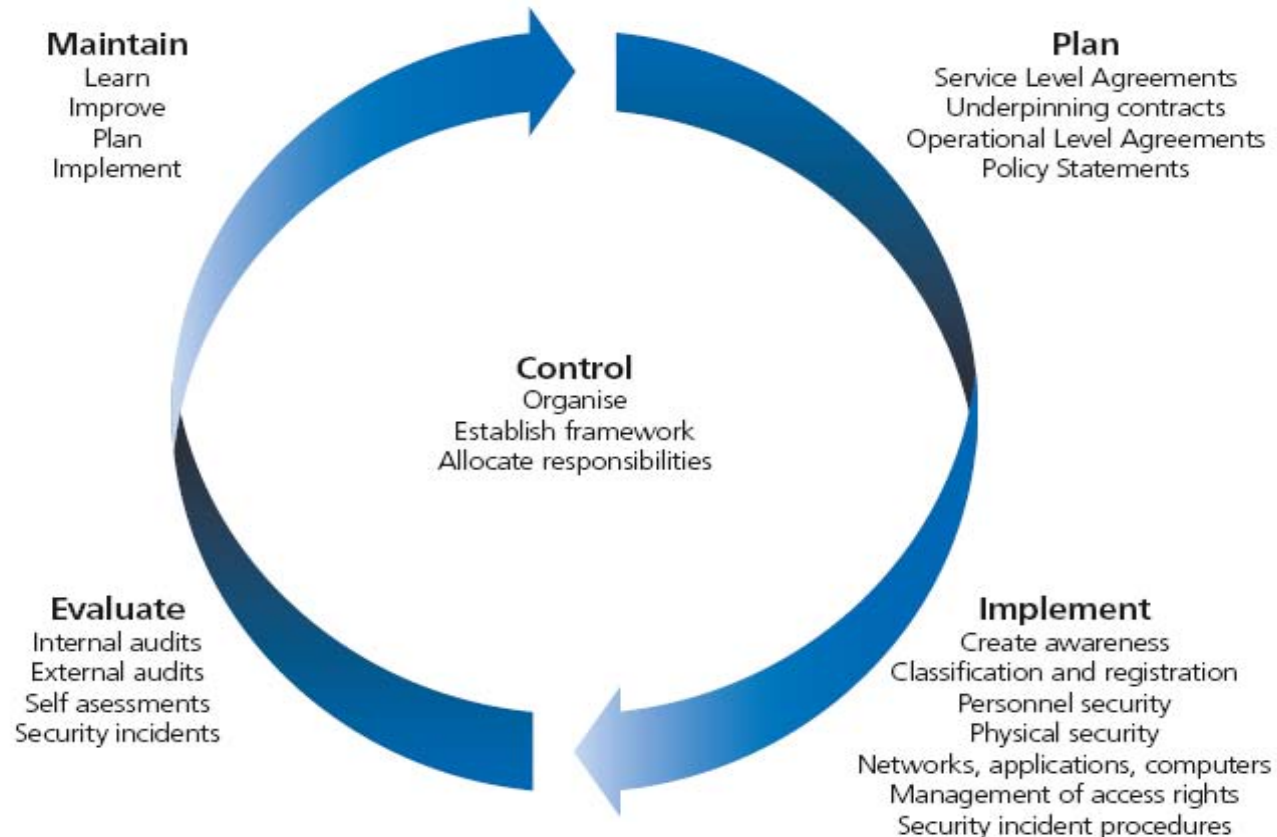 Maintain
Learn
Improve
Plan
Implement
Plan
Service Level Agreements
Underpinning contracts
Operational Level Agreements
Policy Statements
Control
Organise
Establish framework
Allocate responsibilities
Evaluate
Internal audits
External audits
Self asessments
Security incidents
Implement
Create awareness
Classification and registration
Personnel security
Physical security
Networks, applications, computers
Management of access rights
Security incident procedures